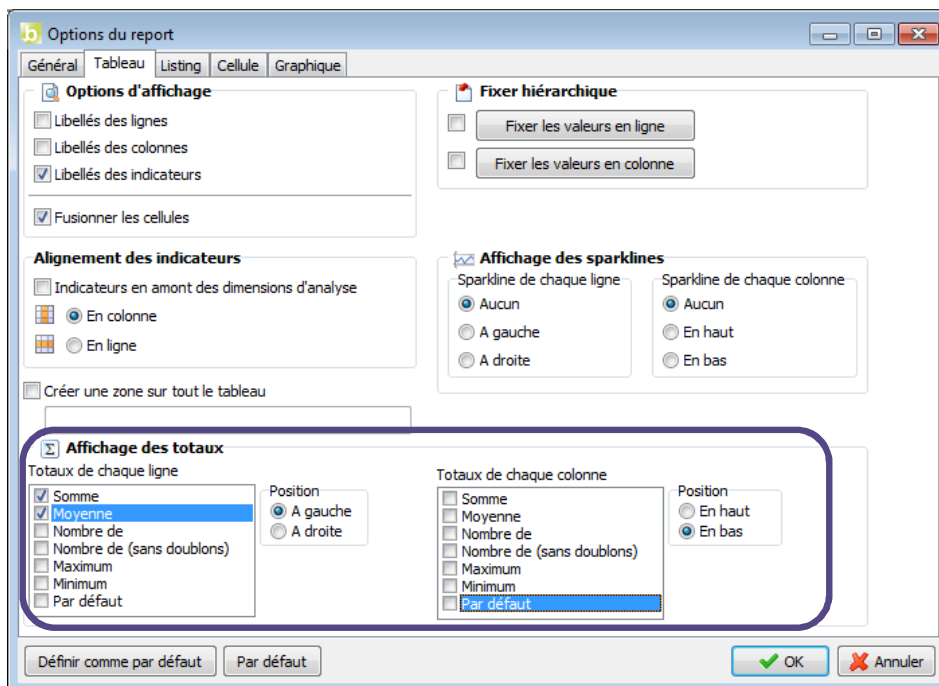 Options du report
Général Tableau Listing Cellule Graphique
Options d'affichage
Libellés des lignes
Libellés des colonnes
Libellés des indicateurs
Fusionner les cellules
Fixer hiérarchique
Fixer les valeurs en ligne
Fixer les valeurs en colonne
Alignement des indicateurs
Indicateurs en amont des dimensions d'analyse
En colonne
En ligne
Affichage des sparklines
Sparkline de chaque ligne
Aucun
A gauche
A droite
Sparkline de chaque colonne
Aucun
En haut
En bas
Créer une zone sur tout le tableau
Affichage des totaux
Totaux de chaque ligne
Somme
Moyenne
Nombre de
Nombre de (sans doublons)
Maximum
Minimum
Par défaut
Position
A gauche
A droite
Totaux de chaque colonne
Somme
Moyenne
Nombre de
Nombre de (sans doublons)
Maximum
Minimum
Par défaut
Position
En haut
En bas
Définir comme par défaut Par défaut OK Annuler